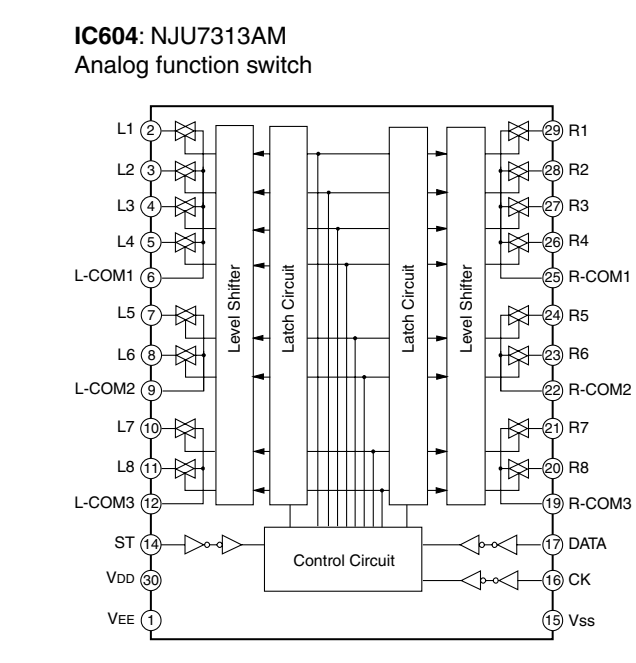 IC604: NJU7313AM
Analog function switch
L1 2 29 R1
L2 3 28 R2
L3 4 27 R3
L4 5 26 R4
L-COM1 6 25 R-COM1
L5 7 24 R5
L6 8 23 R6
L-COM2 9 22 R-COM2
L7 10 21 R7
L8 11 20 R8
L-COM3 12 19 R-COM3
Level Shifter
Latch Circuit
Latch Circuit
Level Shifter
ST 14 Control Circuit 17 DATA
VDD 30 16 CK
VEE 1 15 Vss